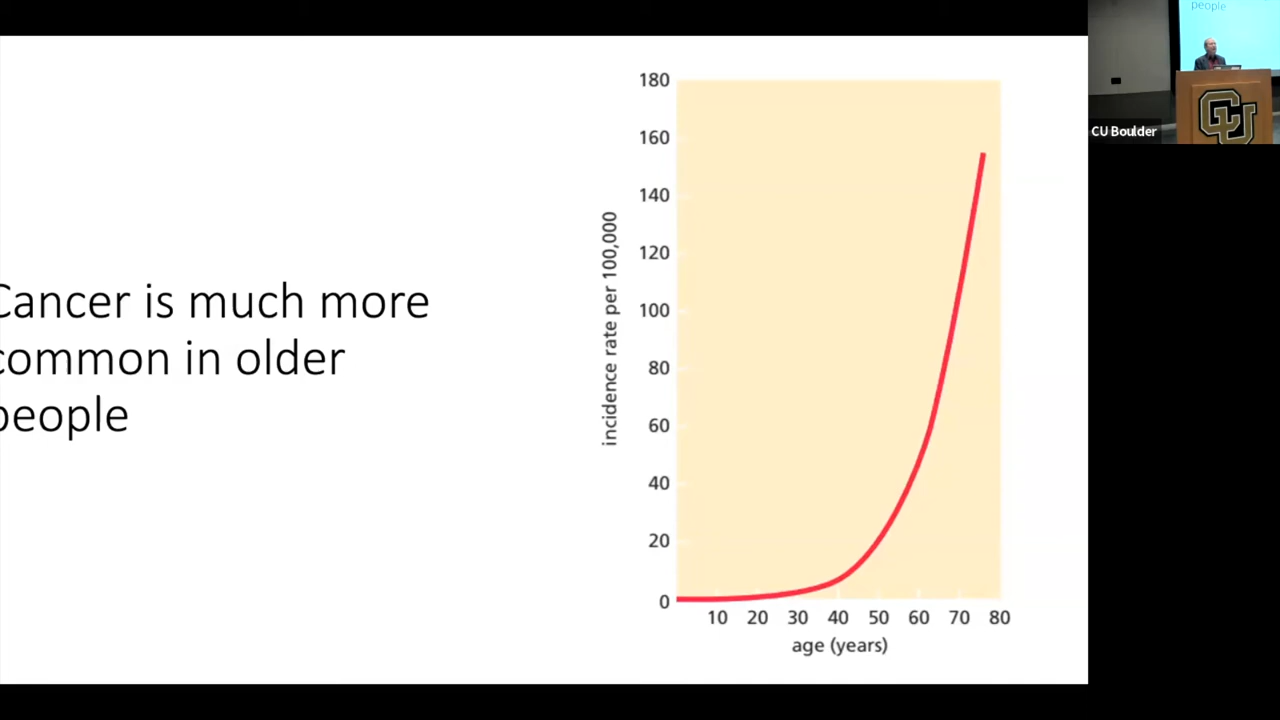 Cancer is much more
common in older
people
180
160
140
120
100
80
60
40
20
0
incidence rate per 100,000
10 20 30 40 50 60 70 80
age (years)
people
CU Boulder
CU